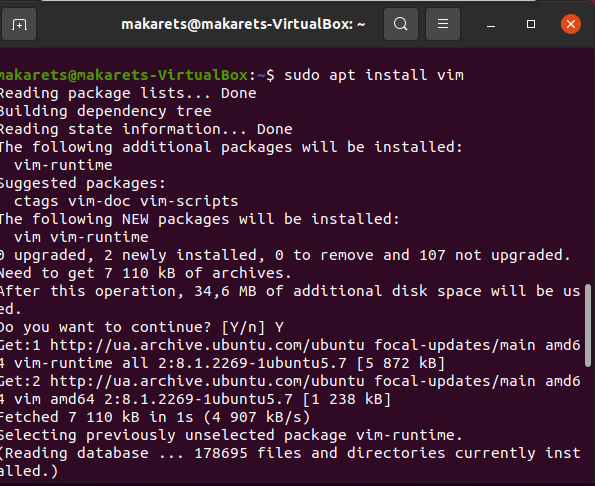 makarets@makarets-VirtualBox: ~
makarets@makarets-VirtualBox:~$ sudo apt install vim
Reading package lists... Done
Building dependency tree
Reading state information... Done
The following additional packages will be installed:
  vim-runtime
Suggested packages:
  ctags vim-doc vim-scripts
The following NEW packages will be installed:
  vim vim-runtime
0 upgraded, 2 newly installed, 0 to remove and 107 not upgraded.
Need to get 7 110 kB of archives.
After this operation, 34,6 MB of additional disk space will be us
ed.
Do you want to continue? [Y/n] Y
Get:1 http://ua.archive.ubuntu.com/ubuntu focal-updates/main amd6
4 vim-runtime all 2:8.1.2269-1ubuntu5.7 [5 872 kB]
Get:2 http://ua.archive.ubuntu.com/ubuntu focal-updates/main amd6
4 vim amd64 2:8.1.2269-1ubuntu5.7 [1 238 kB]
Fetched 7 110 kB in 1s (4 907 kB/s)
Selecting previously unselected package vim-runtime.
(Reading database ... 178695 files and directories currently inst
alled.)